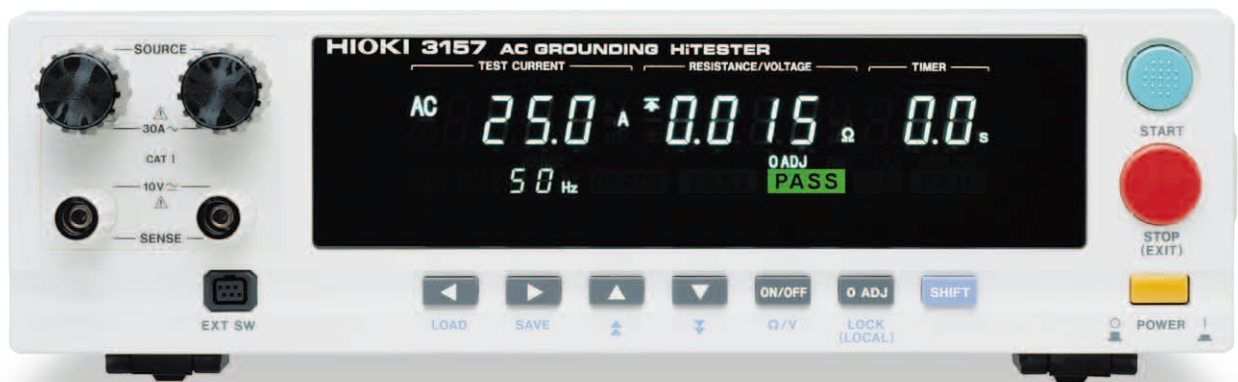 HIOKI 3157 AC GROUNDING HiTESTER
TEST CURRENT RESISTANCE/VOLTAGE TIMER
AC 25.0 A 0.015 Ω 0.0 s
0 ADJ
50 Hz PASS
SOURCE
30A~
CAT I
10V≂
SENSE
EXT SW
START
STOP
(EXIT)
ON/OFF 0 ADJ SHIFT
LOAD SAVE Ω/V LOCK
(LOCAL)
POWER